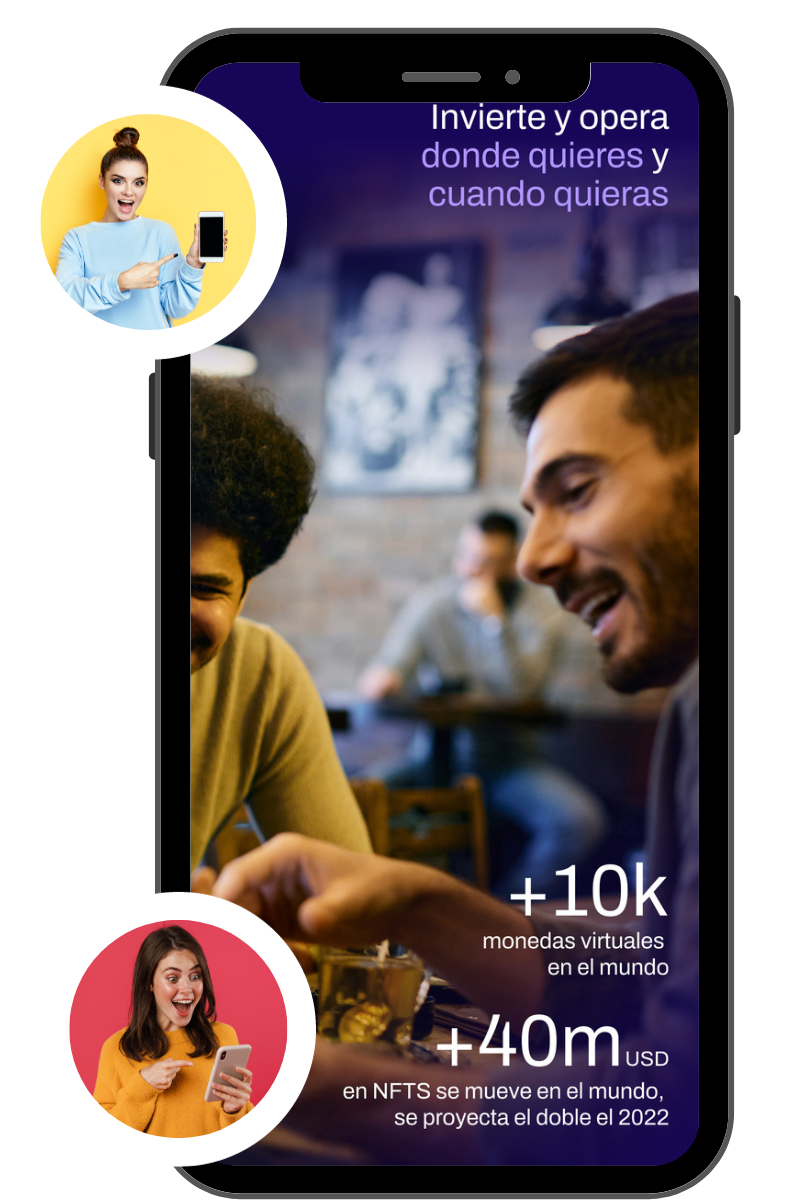 Invierte y opera
donde quieres y
cuando quieras
+10k
monedas virtuales
en el mundo
+40m USD
en NFTS se mueve en el mundo,
se proyecta el doble el 2022